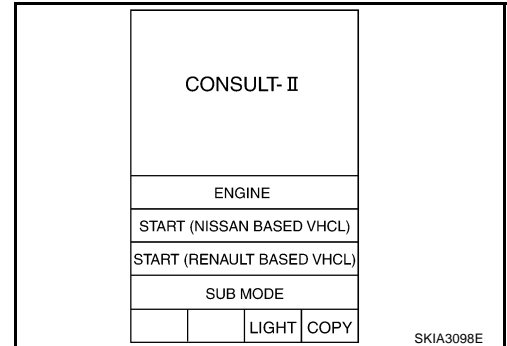 CONSULT-II
ENGINE
START (NISSAN BASED VHCL)
START (RENAULT BASED VHCL)
SUB MODE
LIGHT COPY
SKIA3098E